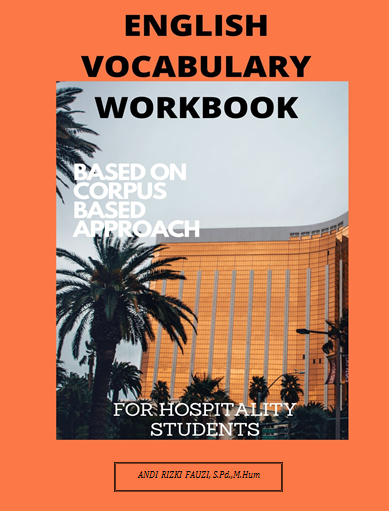 ENGLISH
VOCABULARY
WORKBOOK
BASED ON
CORPUS
BASED
APPROACH
FOR HOSPITALITY
STUDENTS
ANDI RIZKI FAUZI, S.Pd.,M.Hum